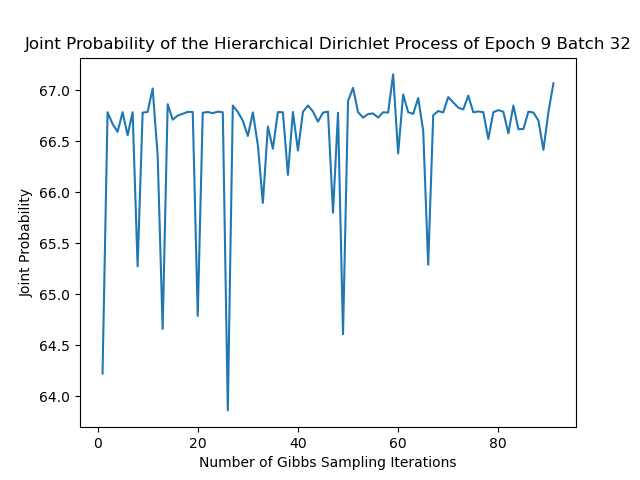 Joint Probability of the Hierarchical Dirichlet Process of Epoch 9 Batch 32
67.0
66.5
66.0
65.5
65.0
64.5
64.0
Joint Probability
0 20 40 60 80
Number of Gibbs Sampling Iterations